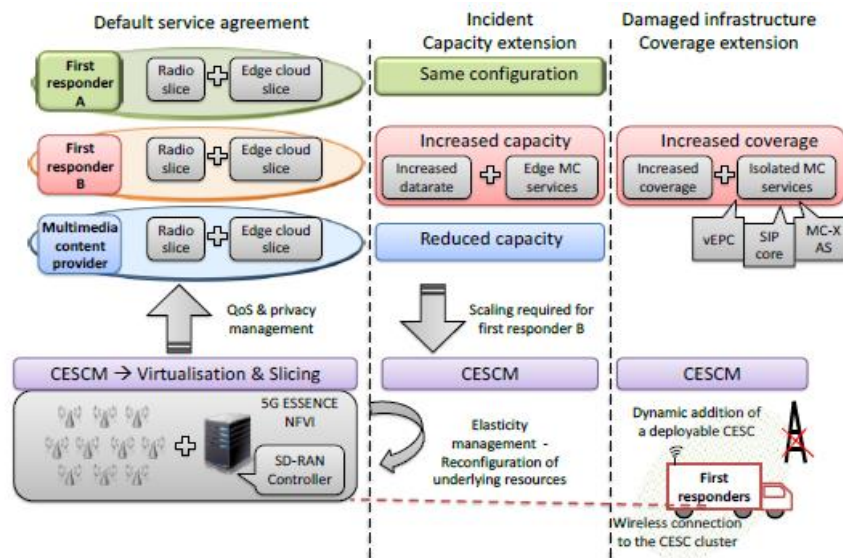 Default service agreement
Incident
Capacity extension
Damaged infrastructure
Coverage extension
First
responder
A
Radio
slice
Edge cloud
slice
Same configuration
First
responder
B
Radio
slice
Edge cloud
slice
Increased capacity
Increased
datarate
Edge MC
services
Increased coverage
Increased
coverage
Isolated MC
services
vEPC
SIP
core
MC-X
AS
Multimedia
content
provider
Radio
slice
Edge cloud
slice
Reduced capacity
QoS & privacy
management
Scaling required for
first responder B
CESCM → Virtualisation & Slicing
CESCM
CESCM
5G ESSENCE
NFVI
SD-RAN
Controller
Elasticity
management -
Reconfiguration of
underlying resources
Dynamic addition of
a deployable CESC
First
responders
Wireless connection
to the CESC cluster